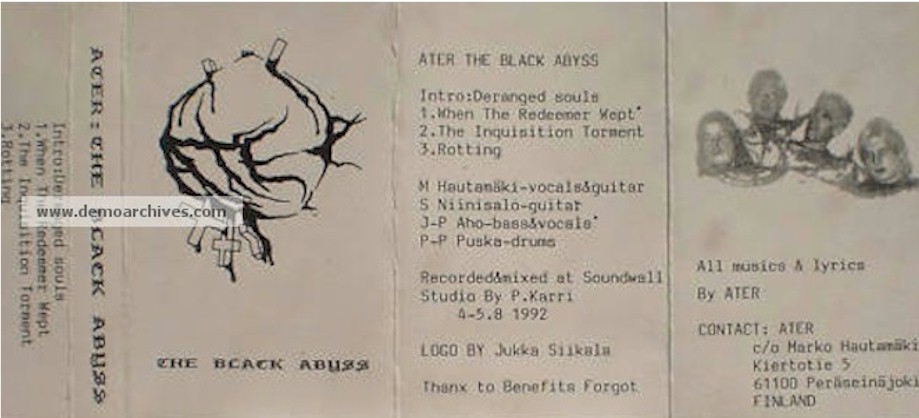 Intro:Deranged souls
1.When The Redeemer Wept
2.The Inquisition Torment
3.Rotting
ATER: THE BLACK ABYSS
THE BLACK ABYSS
ATER THE BLACK ABYSS
Intro:Deranged souls
1.When The Redeemer Wept*
2.The Inquisition Torment
3.Rotting
M Hautamäki-vocals&guitar
S Niinisalo-guitar
J-P Aho-bass&vocals*
P-P Puska-drums
Recorded&mixed at Soundwall
Studio By P.Karri
4-5.8 1992
LOGO BY Jukka Siikala
Thanx to Benefits Forgot
All musics & lyrics
By ATER
CONTACT: ATER
c/o Marko Hautamäki
Kiertotie 5
61100 Peräseinäjoki
FINLAND
www.demoarchives.com